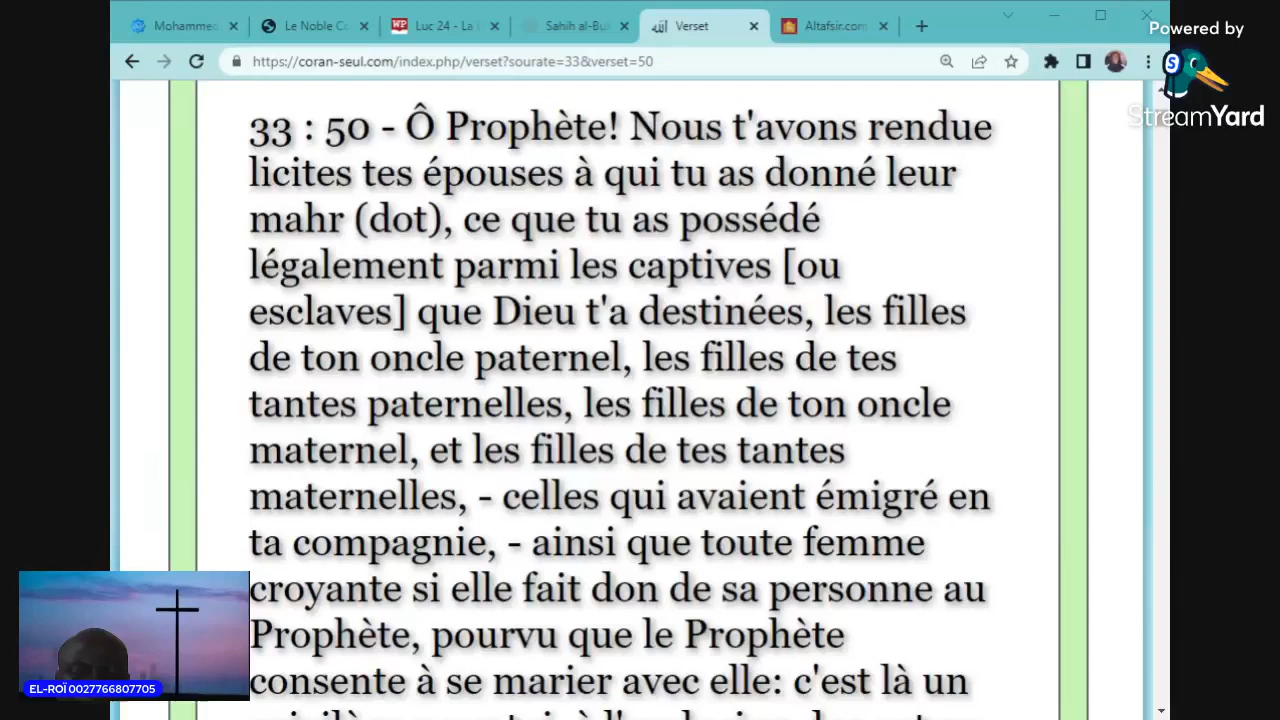 Mohammed
Le Noble Co
Luc 24 - La
Sahih al-Bu
Verset
Altafsir.com
Powered by
StreamYard
https://coran-seul.com/index.php/verset?sourate=33&verset=50
33 : 50 - Ô Prophète! Nous t'avons rendue
licites tes épouses à qui tu as donné leur
mahr (dot), ce que tu as possédé
légalement parmi les captives [ou
esclaves] que Dieu t'a destinées, les filles
de ton oncle paternel, les filles de tes
tantes paternelles, les filles de ton oncle
maternel, et les filles de tes tantes
maternelles, - celles qui avaient émigré en
ta compagnie, - ainsi que toute femme
croyante si elle fait don de sa personne au
Prophète, pourvu que le Prophète
consente à se marier avec elle: c'est là un
EL-ROÏ 0027766807705